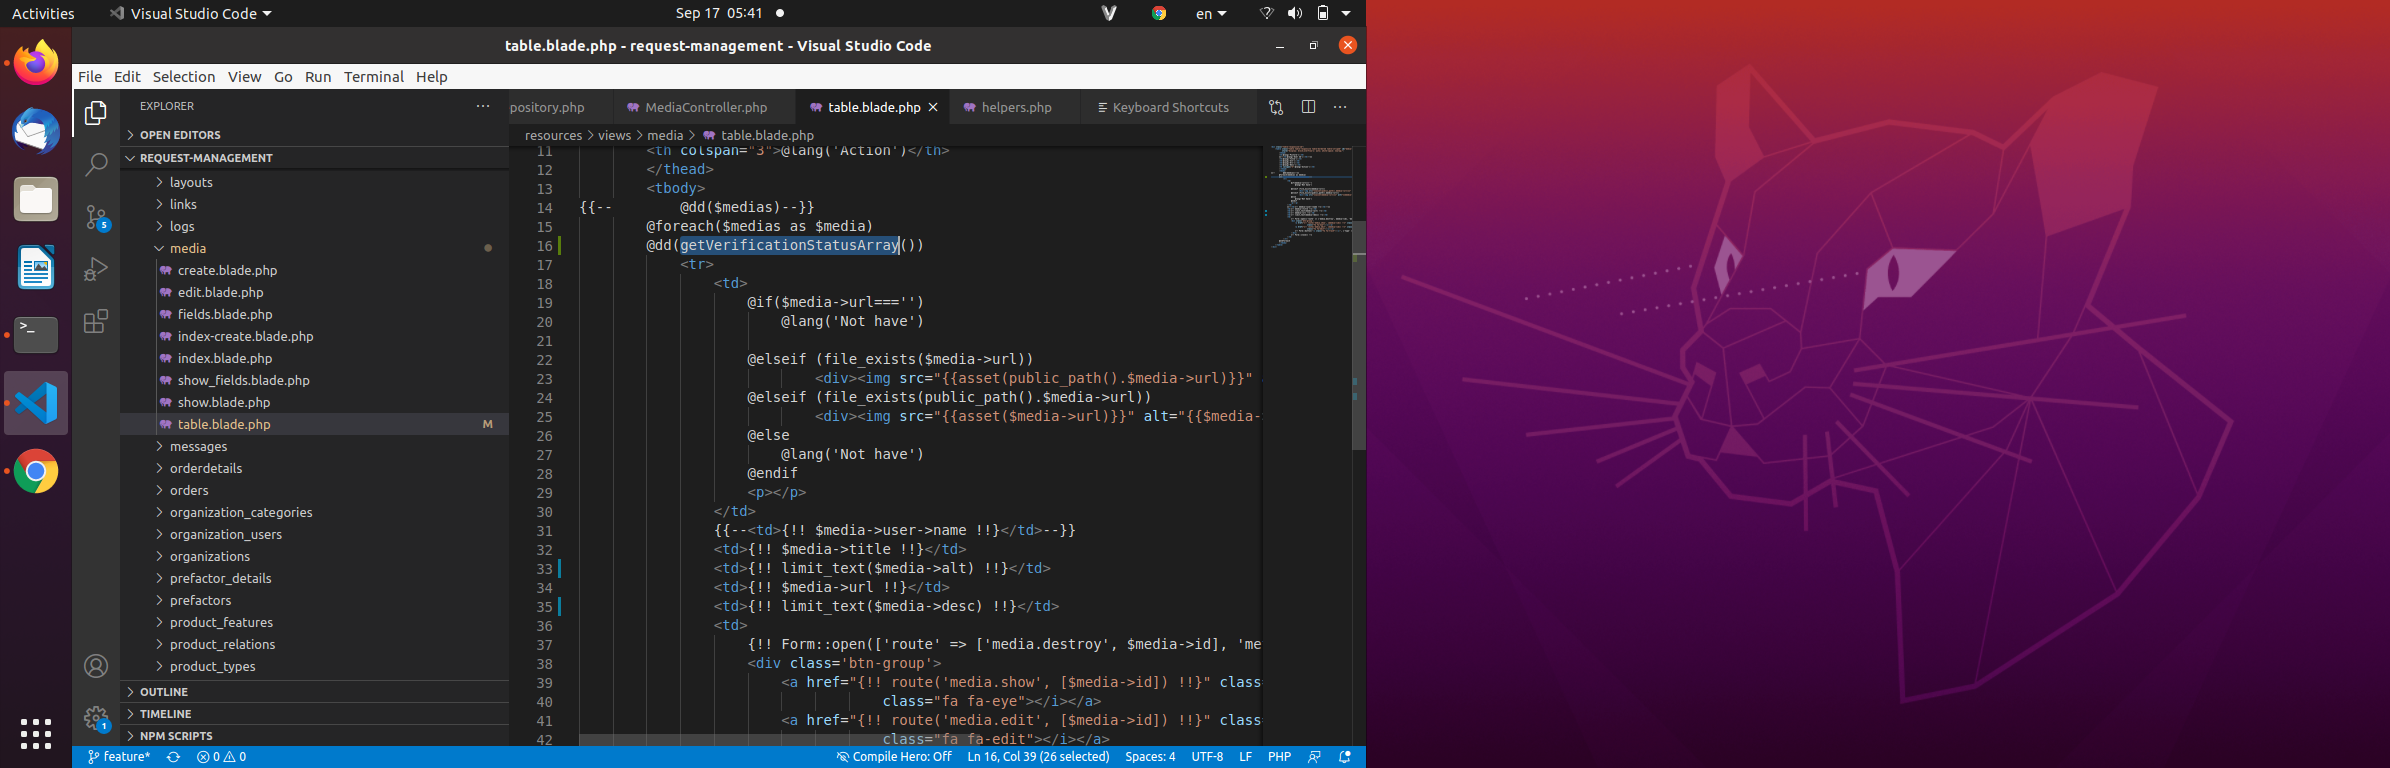 Activities
Visual Studio Code
Sep 17 05:41
en
table.blade.php - request-management - Visual Studio Code
File Edit Selection View Go Run Terminal Help
EXPLORER
pository.php
MediaController.php
table.blade.php
helpers.php
Keyboard Shortcuts
OPEN EDITORS
REQUEST-MANAGEMENT
layouts
links
logs
media
create.blade.php
edit.blade.php
fields.blade.php
index-create.blade.php
index.blade.php
show_fields.blade.php
show.blade.php
table.blade.php M
messages
orderdetails
orders
organization_categories
organization_users
organizations
prefactor_details
prefactors
product_features
product_relations
product_types
OUTLINE
TIMELINE
NPM SCRIPTS
5
1
resources > views > media > table.blade.php
11 <th colspan="3">@lang('Action')</th>
12 </thead>
13 <tbody>
14 {{-- @dd($medias)--}}
15 @foreach($medias as $media)
16 @dd(getVerificationStatusArray())
17 <tr>
18 <td>
19 @if($media->url==='')
20 @lang('Not have')
21
22 @elseif (file_exists($media->url))
23 <div><img src="{{asset(public_path().$media->url)}}"
24 @elseif (file_exists(public_path().$media->url))
25 <div><img src="{{asset($media->url)}}" alt="{{$media-
26 @else
27 @lang('Not have')
28 @endif
29 <p></p>
30 </td>
31 {{--<td>{!! $media->user->name !!}</td>--}}
32 <td>{!! $media->title !!}</td>
33 <td>{!! limit_text($media->alt) !!}</td>
34 <td>{!! $media->url !!}</td>
35 <td>{!! limit_text($media->desc) !!}</td>
36 <td>
37 {!! Form::open(['route' => ['media.destroy', $media->id], 'me
38 <div class='btn-group'>
39 <a href="{!! route('media.show', [$media->id]) !!}" class=
40 class="fa fa-eye"></i></a>
41 <a href="{!! route('media.edit', [$media->id]) !!}" class=
42 class="fa fa-edit"></i></a>
feature* 0 0
Compile Hero: Off Ln 16, Col 39 (26 selected) Spaces: 4 UTF-8 LF PHP